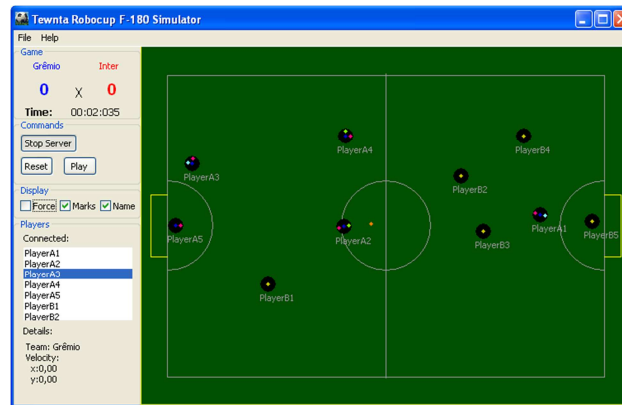 Tewnta Robocup F-180 Simulator
File Help
Game
Grêmio Inter
0 X 0
Time: 00:02:035
Commands
Stop Server
Reset Play
Display
Force Marks Name
Players
Connected:
PlayerA1
PlayerA2
PlayerA3
PlayerA4
PlayerA5
PlayerB1
PlayerB2
Details:
Team: Grêmio
Velocity:
x:0,00
y:0,00
PlayerA4
PlayerB4
PlayerA3
PlayerB2
PlayerA5
PlayerA2
PlayerB3
PlayerA1
PlayerB5
PlayerB1